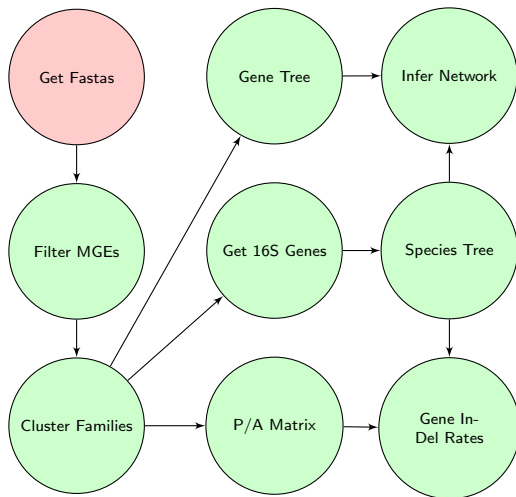 Get Fastas
Gene Tree
Infer Network
Filter MGEs
Get 16S Genes
Species Tree
Cluster Families
P/A Matrix
Gene In-
Del Rates